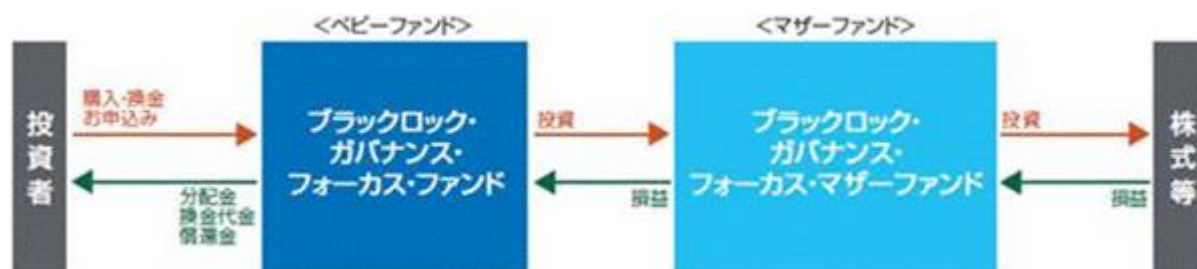 <ベビーファンド>
<マザーファンド>
投資者
購入・換金
お申込み
分配金
換金代金
償還金
ブラックロック・
ガバナンス・
フォーカス・ファンド
投資
損益
ブラックロック・
ガバナンス・
フォーカス・マザーファンド
投資
損益
株式等